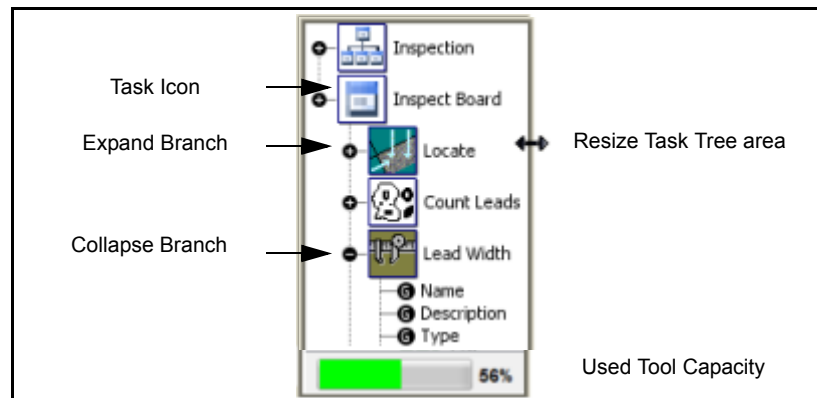 Inspection
Task Icon
Inspect Board
Expand Branch
Locate
Resize Task Tree area
Count Leads
Collapse Branch
Lead Width
G Name
G Description
G Type
56%
Used Tool Capacity